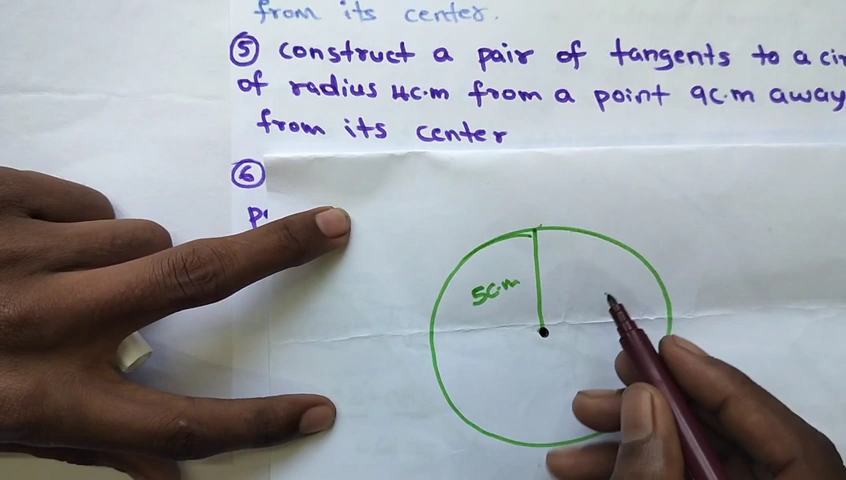 from its center.
⑤ construct a pair of tangents to a cir
of radius 4c.m from a point 9c.m away
from its center
⑥
5c.m